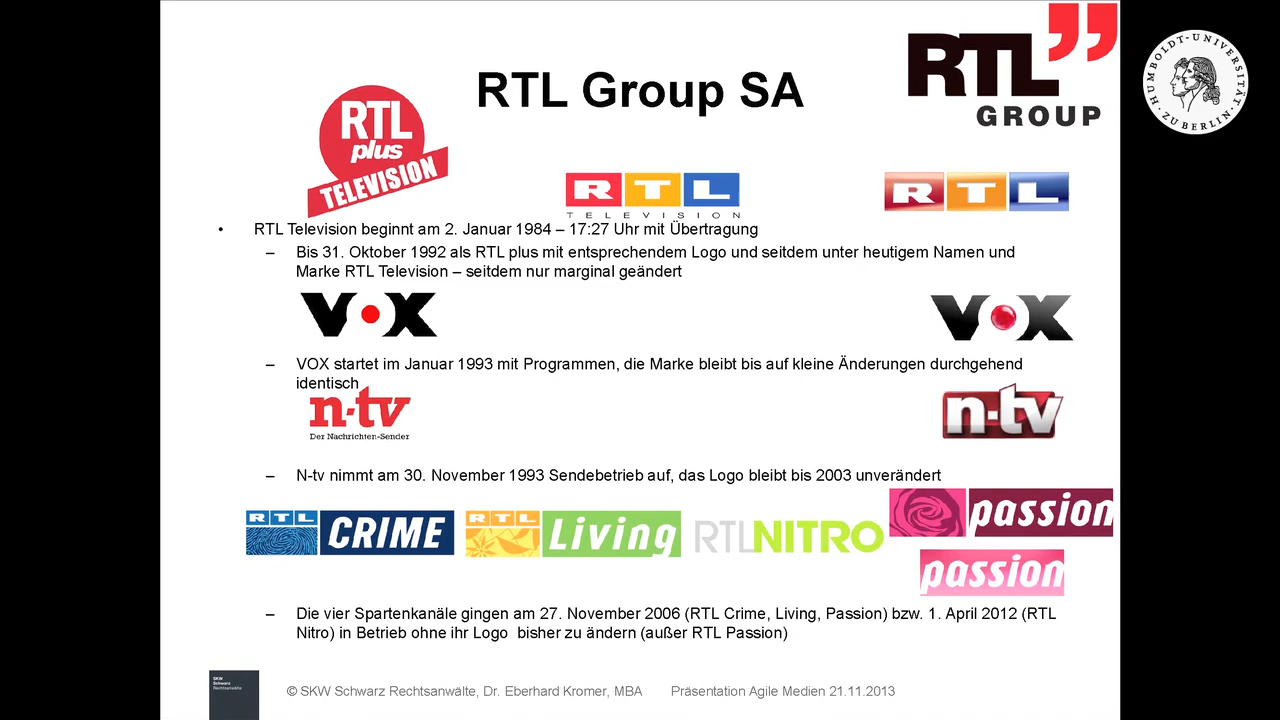 RTL Group SA
RTL
GROUP
HUMBOLDT-UNIVERSITÄT ZU BERLIN
RTL
plus
TELEVISION
RTL
TELEVISION
RTL
• RTL Television beginnt am 2. Januar 1984 – 17:27 Uhr mit Übertragung
– Bis 31. Oktober 1992 als RTL plus mit entsprechendem Logo und seitdem unter heutigem Namen und
Marke RTL Television – seitdem nur marginal geändert
VOX
VOX
– VOX startet im Januar 1993 mit Programmen, die Marke bleibt bis auf kleine Änderungen durchgehend
identisch
n-tv
Der Nachrichten-Sender
n-tv
– N-tv nimmt am 30. November 1993 Sendebetrieb auf, das Logo bleibt bis 2003 unverändert
RTL CRIME
RTL Living
RTLNITRO
passion
passion
– Die vier Spartenkanäle gingen am 27. November 2006 (RTL Crime, Living, Passion) bzw. 1. April 2012 (RTL
Nitro) in Betrieb ohne ihr Logo bisher zu ändern (außer RTL Passion)
SKW
Schwarz
Rechtsanwälte
© SKW Schwarz Rechtsanwälte, Dr. Eberhard Kromer, MBA Präsentation Agile Medien 21.11.2013